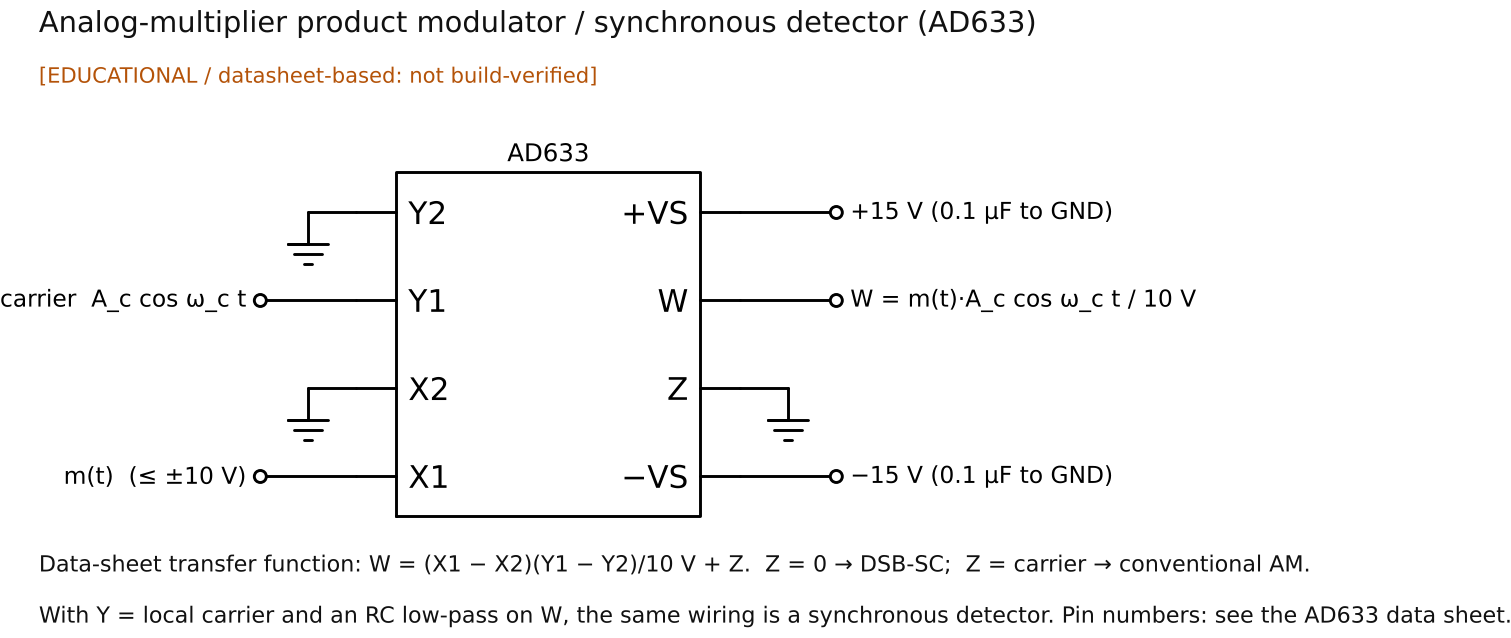 Analog-multiplier product modulator / synchronous detector (AD633)
[EDUCATIONAL / datasheet-based: not build-verified]
AD633
Y2
+VS
+15 V (0.1 µF to GND)
carrier A_c cos ω_c t
Y1
W
W = m(t)·A_c cos ω_c t / 10 V
X2
Z
m(t) (≤ ±10 V)
X1
−VS
−15 V (0.1 µF to GND)
Data-sheet transfer function: W = (X1 − X2)(Y1 − Y2)/10 V + Z. Z = 0 → DSB-SC; Z = carrier → conventional AM.
With Y = local carrier and an RC low-pass on W, the same wiring is a synchronous detector. Pin numbers: see the AD633 data sheet.